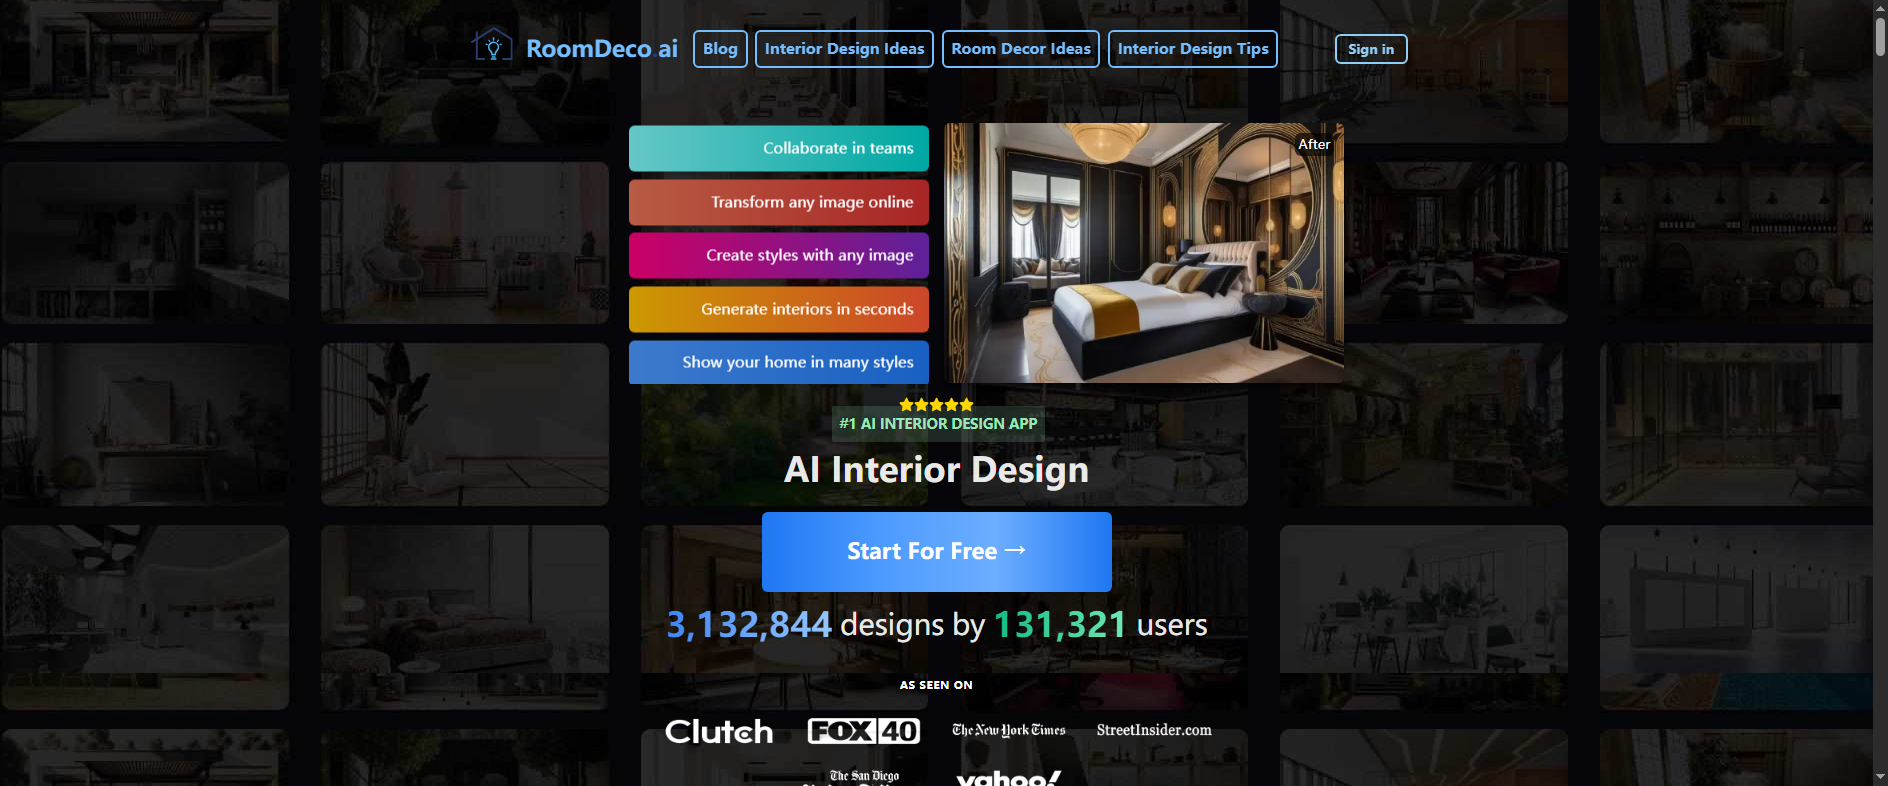 RoomDeco.ai
Blog
Interior Design Ideas
Room Decor Ideas
Interior Design Tips
Sign in
Collaborate in teams
Transform any image online
Create styles with any image
Generate interiors in seconds
Show your home in many styles
After
#1 AI INTERIOR DESIGN APP
AI Interior Design
Start For Free →
3,132,844 designs by 131,321 users
AS SEEN ON
Clutch
FOX 40
The New York Times
StreetInsider.com
The San Diego
yahoo!